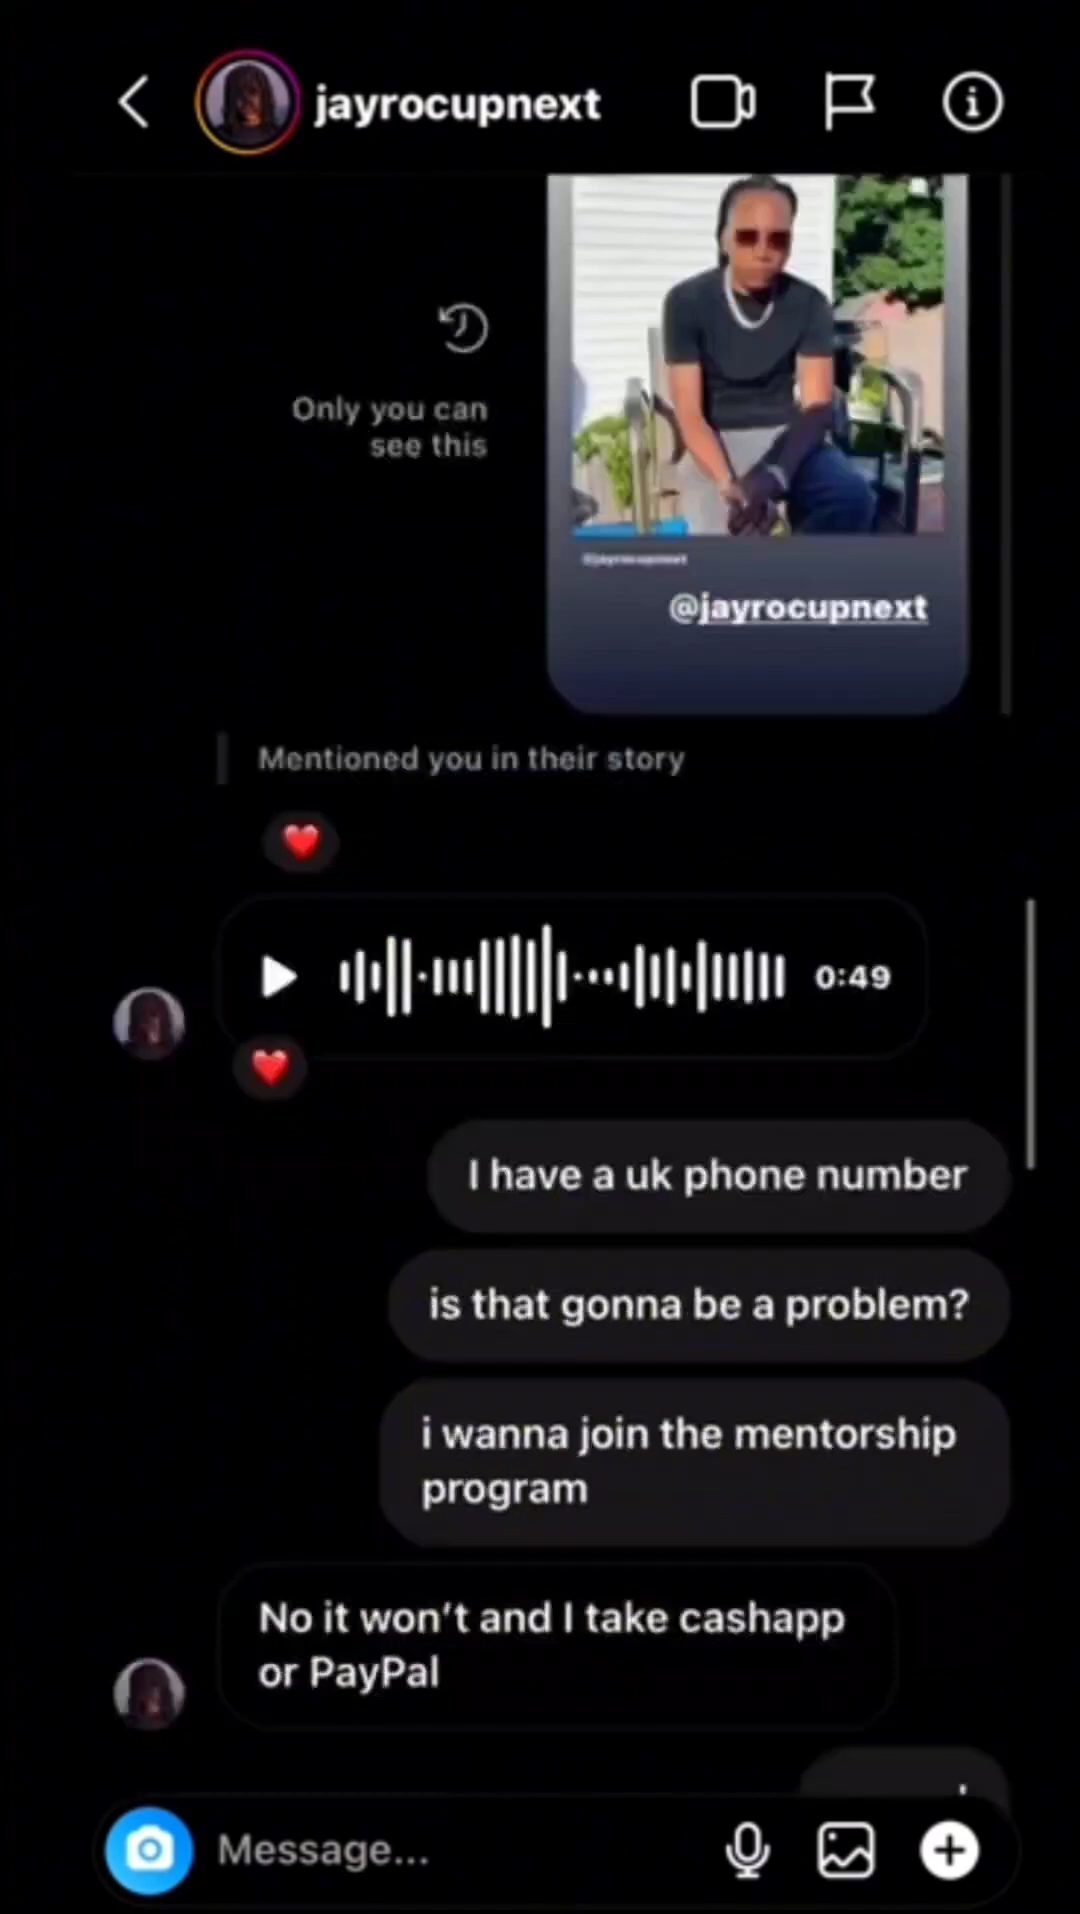 jayrocupnext
Only you can
see this
@jayrocupnext
@jayrocupnext
Mentioned you in their story
0:49
I have a uk phone number
is that gonna be a problem?
i wanna join the mentorship
program
No it won't and I take cashapp
or PayPal
Message...